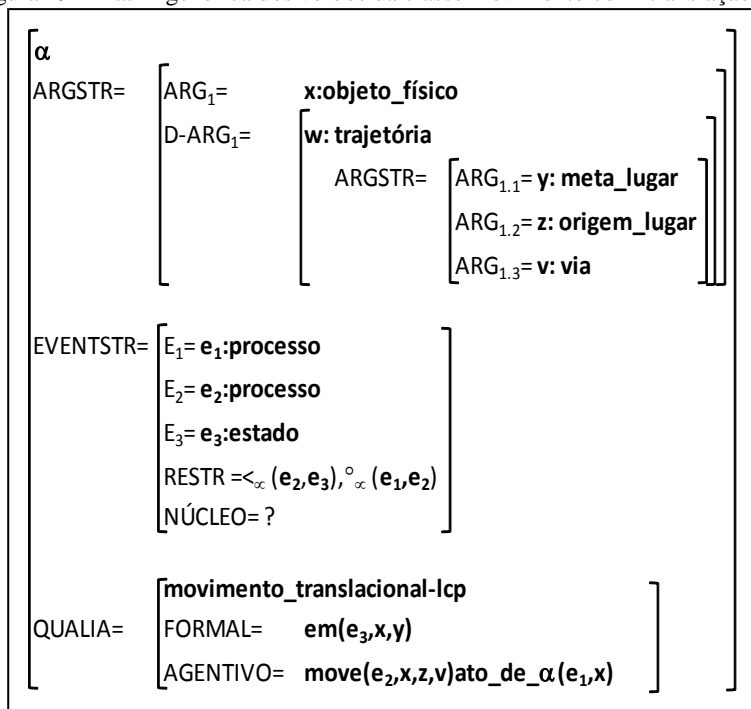 α
ARGSTR= ARG1= x:objeto_físico
D-ARG1= w: trajetória
ARGSTR= ARG1.1= y: meta_lugar
ARG1.2= z: origem_lugar
ARG1.3= v: via
EVENTSTR= E1= e1:processo
E2= e2:processo
E3= e3:estado
RESTR =<∝ (e2,e3),°∝ (e1,e2)
NÚCLEO= ?
movimento_translacional-lcp
QUALIA= FORMAL= em(e3,x,y)
AGENTIVO= move(e2,x,z,v)ato_de_α(e1,x)